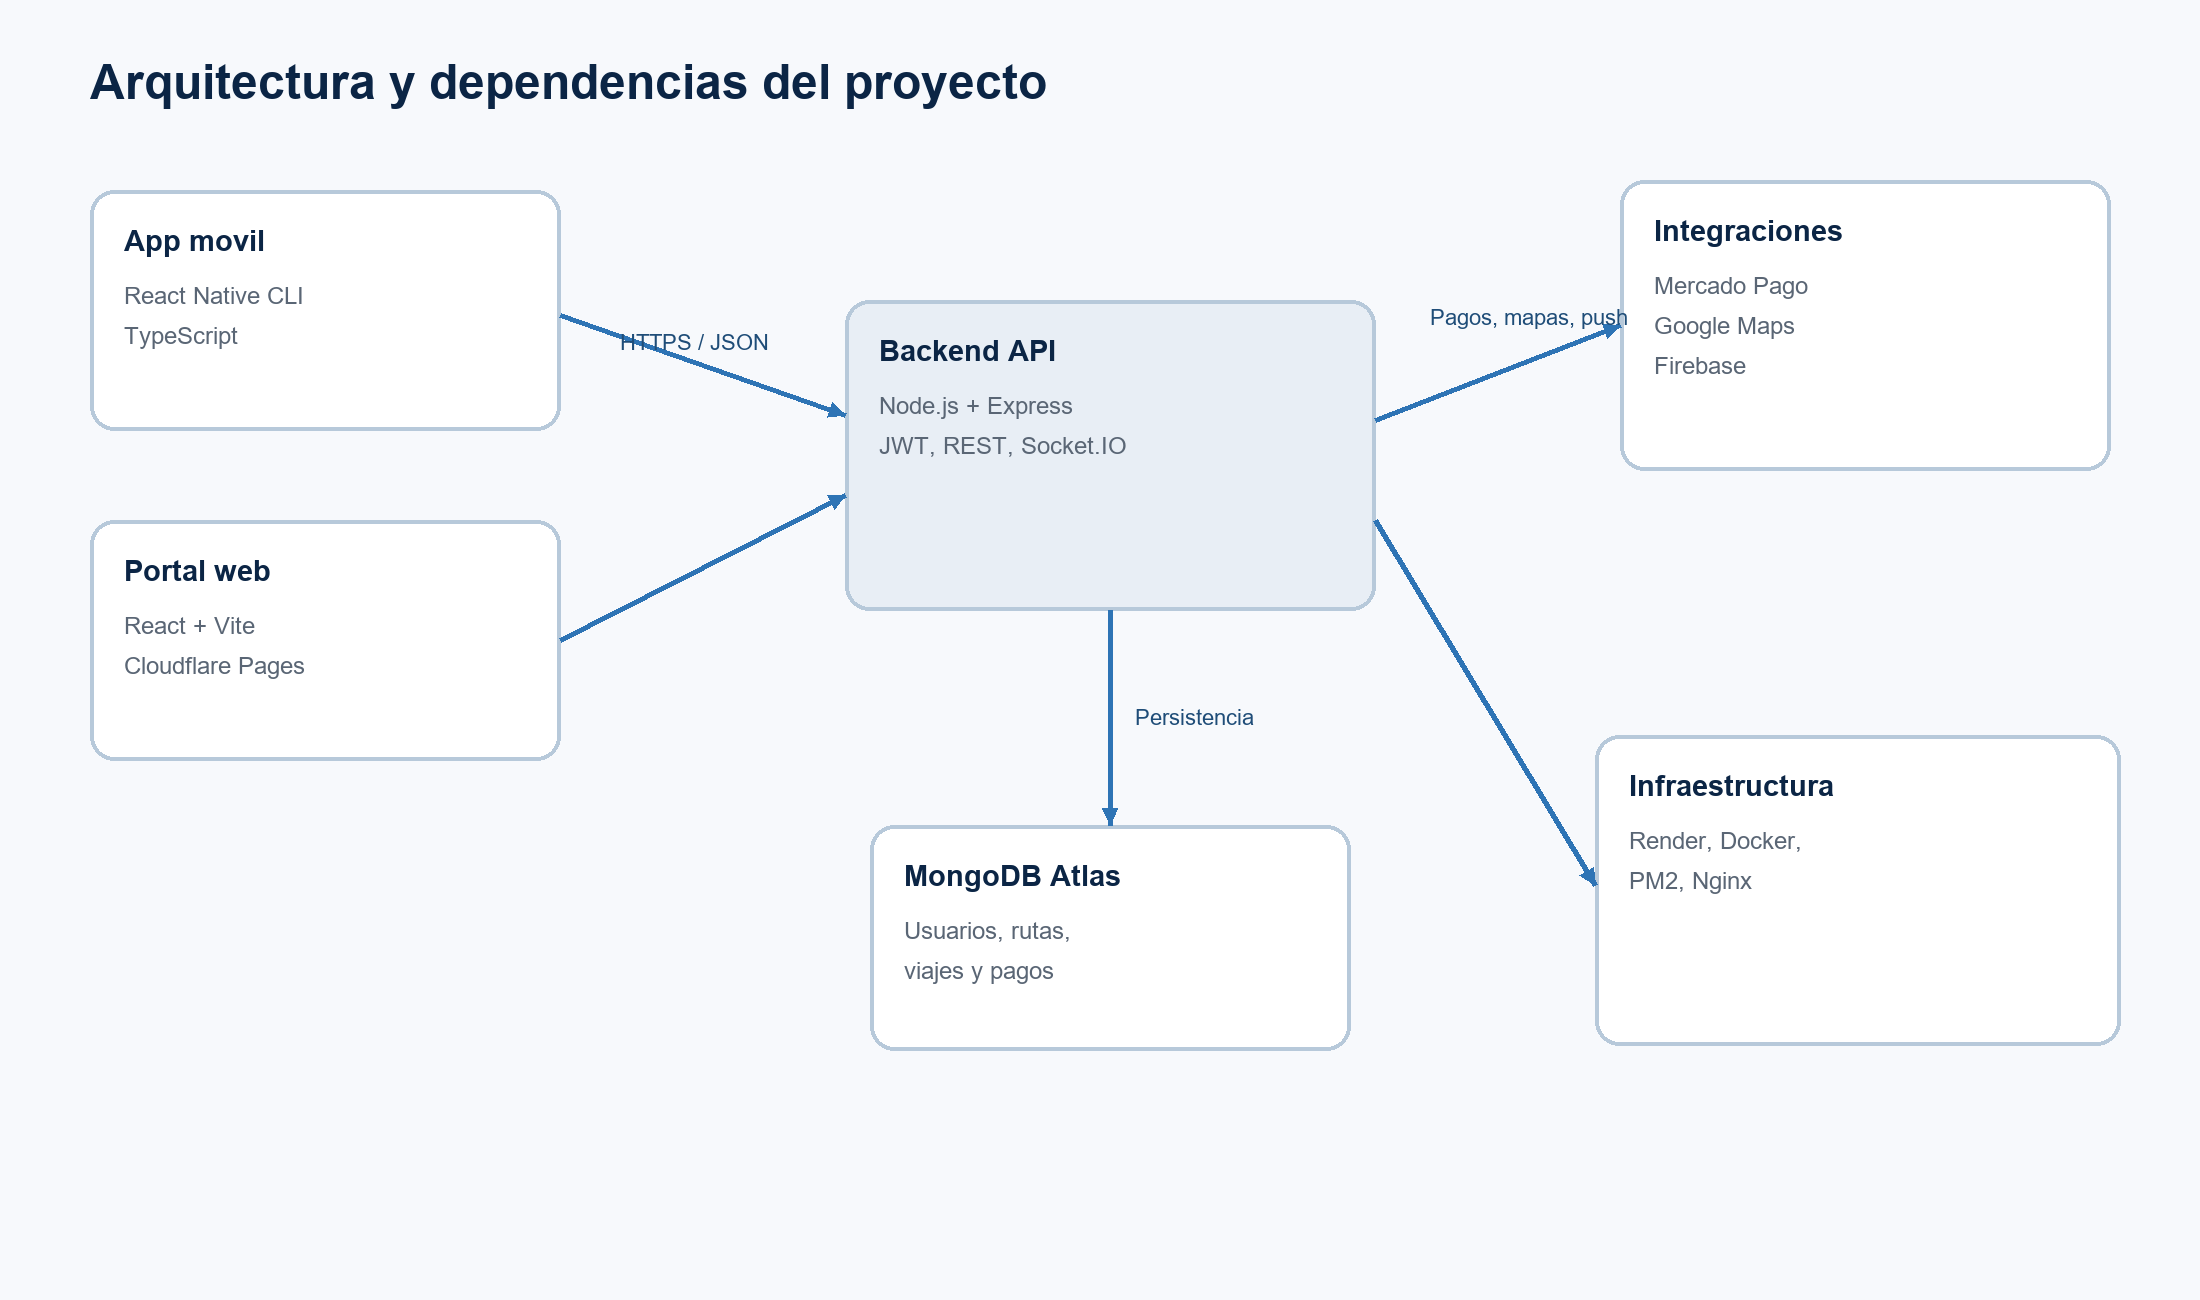 Arquitectura y dependencias del proyecto
App movil
React Native CLI
TypeScript
HTTPS / JSON
Portal web
React + Vite
Cloudflare Pages
Backend API
Node.js + Express
JWT, REST, Socket.IO
Persistencia
MongoDB Atlas
Usuarios, rutas,
viajes y pagos
Pagos, mapas, push
Integraciones
Mercado Pago
Google Maps
Firebase
Infraestructura
Render, Docker,
PM2, Nginx